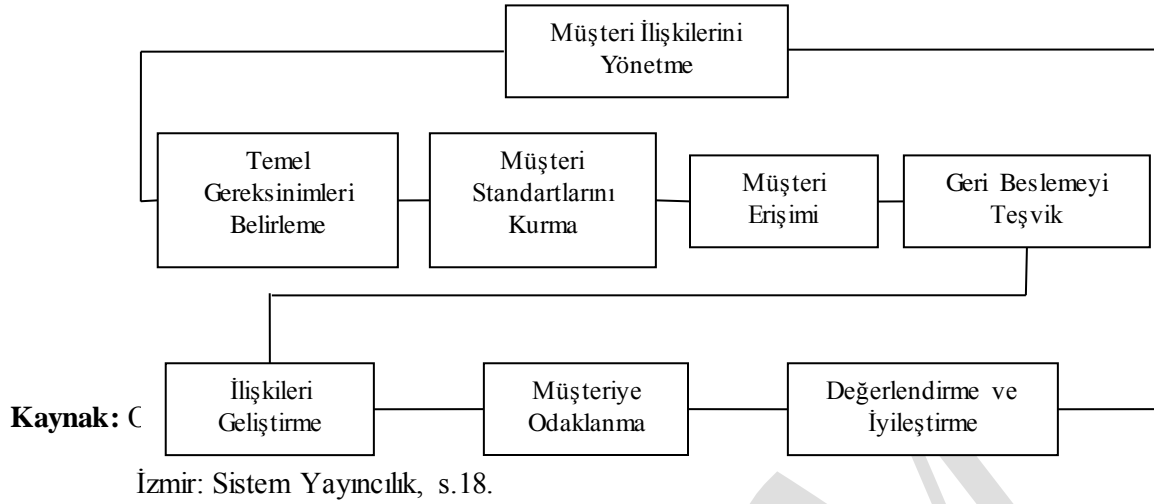 Müşteri İlişkilerini
Yönetme
Temel
Gereksinimleri
Belirleme
Müşteri
Standartlarını
Kurma
Müşteri
Erişimi
Geri Beslemeyi
Teşvik
İlişkileri
Geliştirme
Müşteriye
Odaklanma
Değerlendirme ve
İyileştirme
Kaynak:
İzmir: Sistem Yayıncılık, s.18.